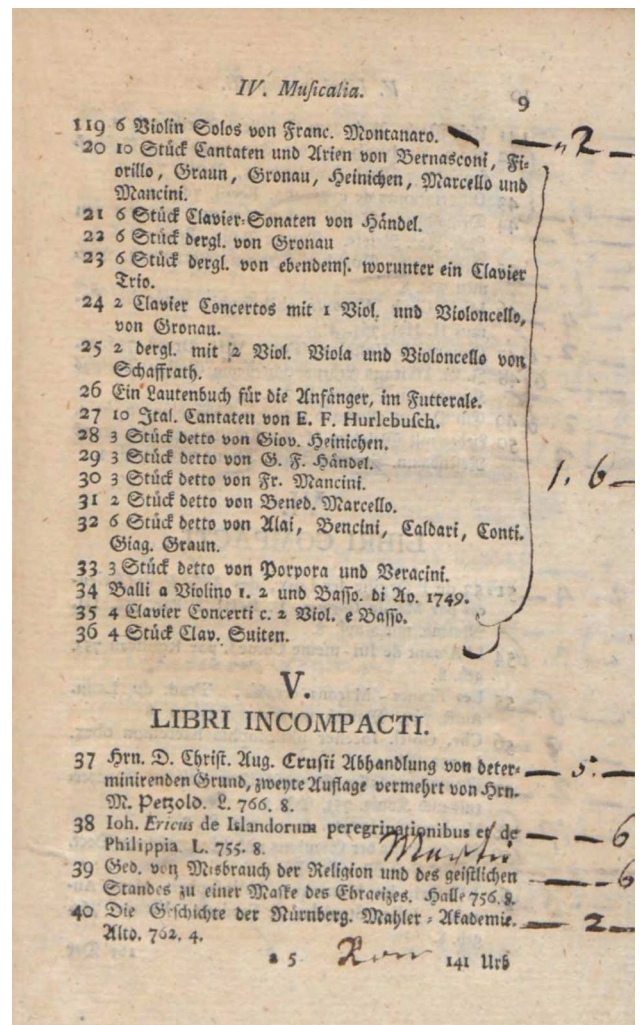 IV. Musicalia.
9
119 6 Violin Solos von Franc. Montanaro. — — „ 2 —
20 10 Stück Cantaten und Arien von Bernasconi, Fi-
orillo, Graun, Gronau, Heinichen, Marcello und
Mancini.
21 6 Stück Clavier-Sonaten von Händel.
22 6 Stück dergl. von Gronau
23 6 Stück dergl. von ebendems. worunter ein Clavier
Trio.
24 2 Clavier Concertos mit 1 Viol. und Violoncello,
von Gronau.
25 2 dergl. mit 2 Viol. Viola und Violoncello von
Schaffrath.
26 Ein Lautenbuch für die Anfänger, im Futterale.
27 10 Ital. Cantaten von E. F. Hurlebusch.
28 3 Stück detto von Giov. Heinichen.
29 3 Stück detto von G. F. Händel.
30 3 Stück detto von Fr. Mancini. 1. 6 —
31 2 Stück detto von Bened. Marcello.
32 6 Stück detto von Alai, Bencini, Caldari, Conti.
Giag. Graun.
33 3 Stück detto von Porpora und Veracini.
34 Balli a Violino 1. 2 und Basso. di Av. 1749.
35 4 Clavier Concerti c. 2 Viol. e Basso.
36 4 Stück Clav. Suiten.
V.
LIBRI INCOMPACTI.
37 Hrn. D. Christ. Aug. Crusii Abhandlung von deter- — 5. —
minirenden Grund, zweyte Auflage vermehrt von Hrn.
M. Petzold. L. 766. 8.
38 Ioh. Ericus de Islandorum peregrinationibus et de — — 6
Philippia L. 755. 8.
39 Ged. von Misbrauch der Religion und des geistlichen — — 6
Standes zu einer Maske des Ehrgeizes. Halle 756. 8.
40 Die Geschichte der Nürnberg. Mahler-Akademie. — 2 —
Alto. 762. 4.
a 5 141 Urb